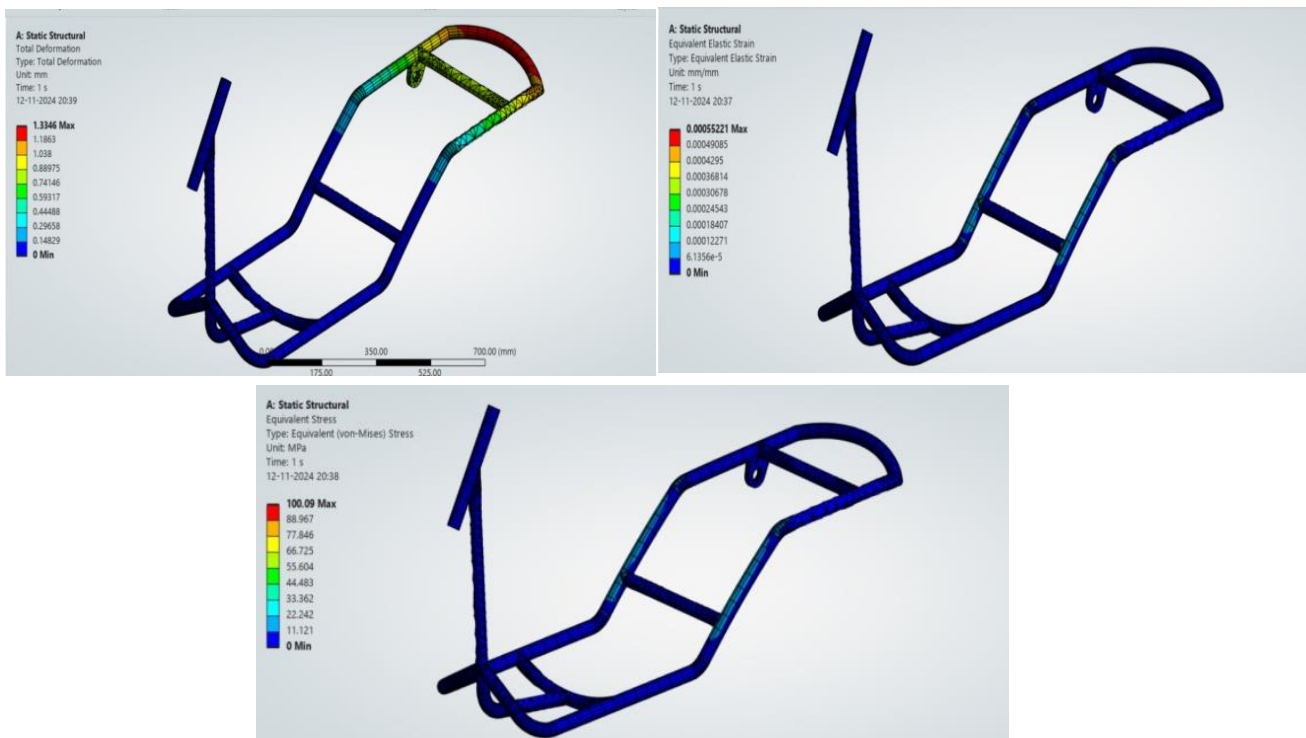 A: Static Structural
Total Deformation
Type: Total Deformation
Unit: mm
Time: 1 s
12-11-2024 20:39
1.3346 Max
1.1863
1.038
0.88975
0.74146
0.59317
0.44488
0.29658
0.14829
0 Min
0.00
350.00
700.00 (mm)
175.00
525.00
A: Static Structural
Equivalent Elastic Strain
Type: Equivalent Elastic Strain
Unit: mm/mm
Time: 1 s
12-11-2024 20:37
0.00055221 Max
0.00049085
0.0004295
0.00036814
0.00030678
0.00024543
0.00018407
0.00012271
6.1356e-5
0 Min
A: Static Structural
Equivalent Stress
Type: Equivalent (von-Mises) Stress
Unit: MPa
Time: 1 s
12-11-2024 20:38
100.09 Max
88.967
77.846
66.725
55.604
44.483
33.362
22.242
11.121
0 Min